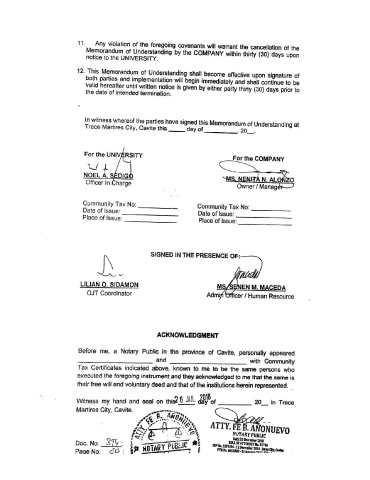 11. Any violation of the foregoing covenants will warrant the cancellation of the
Memorandum of Understanding by the COMPANY within thirty (30) days upon
notice to the UNIVERSITY.
12. This Memorandum of Understanding shall become effective upon signature of
both parties and implementation will begin immediately and shall continue to be
valid hereafter until written notice is given by either party thirty (30) days prior to
the date of intended termination.
In witness whereof the parties have signed this Memorandum of Understanding at
Trece Martires City, Cavite this _____ day of __________, 20__.
For the UNIVERSITY
For the COMPANY
NOEL A. SEDIGO
Officer in Charge
MS. NENITA N. ALONZO
Owner / Manager
Community Tax No: __________
Date of Issue: __________
Place of Issue: __________
Community Tax No: __________
Date of Issue: __________
Place of Issue: __________
SIGNED IN THE PRESENCE OF:
LILIAN O. SIDAMON
OJT Coordinator
MS. SENEN M. MACEDA
Admin Officer / Human Resource
ACKNOWLEDGMENT
Before me, a Notary Public in the province of Cavite, personally appeared
____________________ and ____________________ with Community
Tax Certificates indicated above, known to me to be the same persons who
executed the foregoing instrument and they acknowledged to me that the same is
their free will and voluntary deed and that of the institutions herein represented.
Witness my hand and seal on this 26 JUL 2018 day of __________ 20__ in Trece
Martires City, Cavite.
ATTY. FE B. ANONUEVO
NOTARY PUBLIC
ATTY. FE B. ANONUEVO
NOTARY PUBLIC
Doc. No.
Page No.